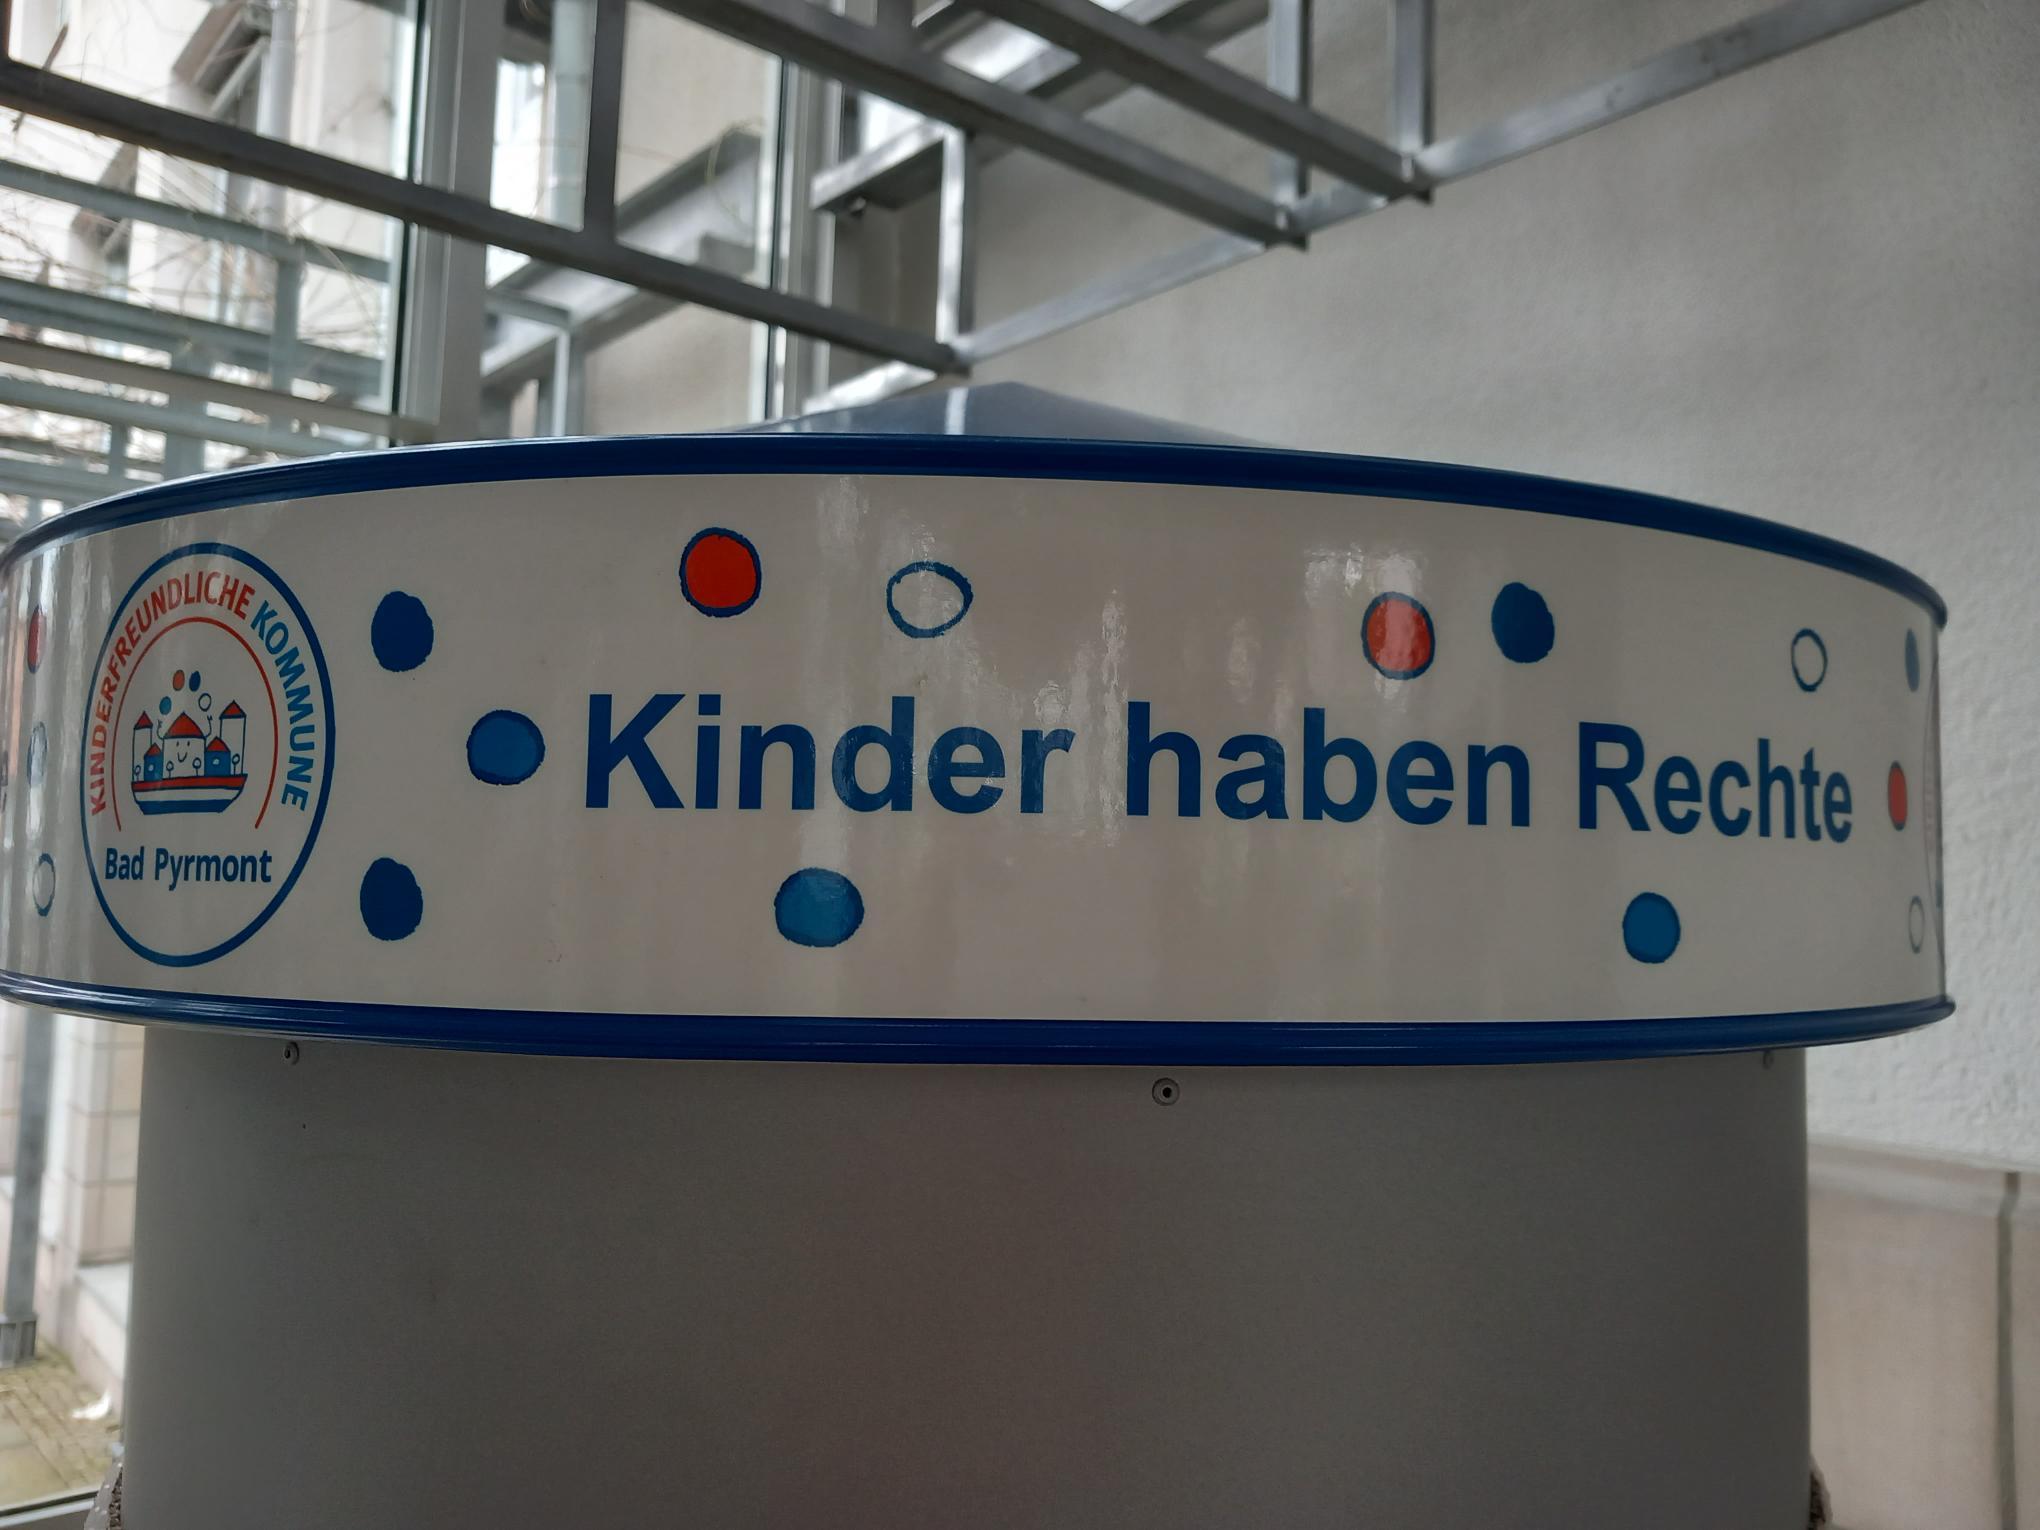 KINDERFREUNDLICHE KOMMUNE
Bad Pyrmont
Kinder haben Rechte